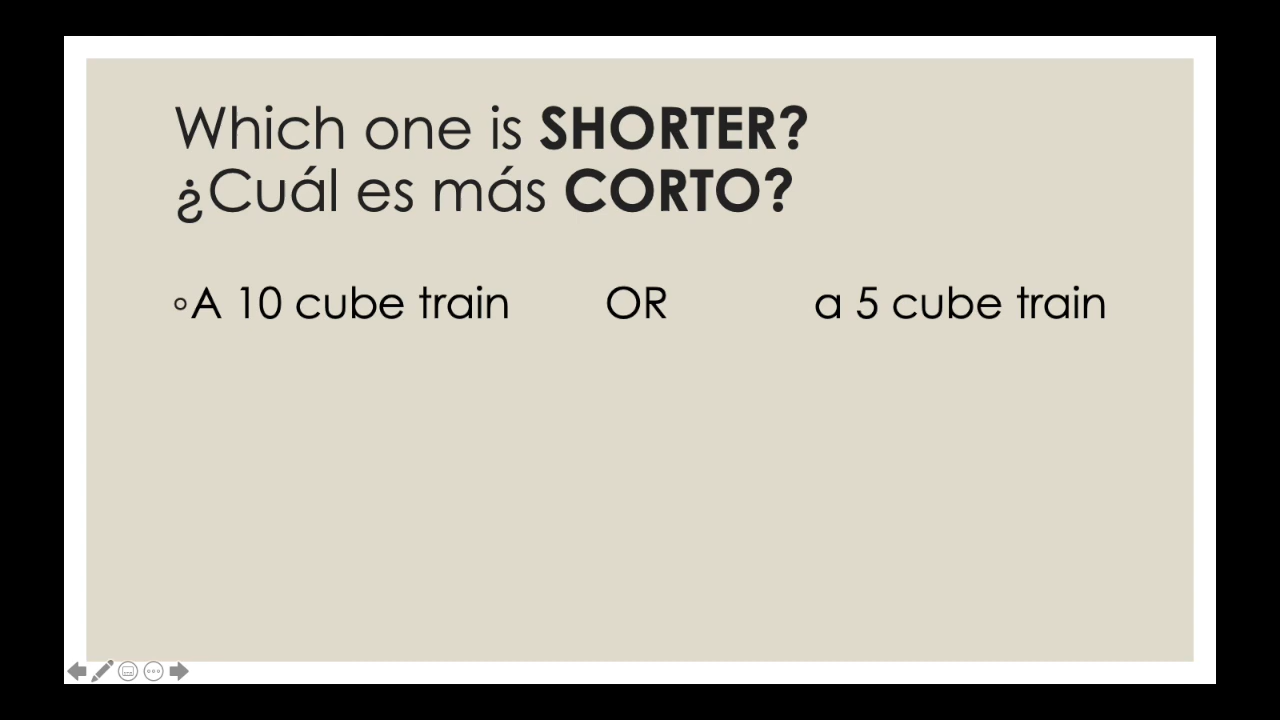 Which one is SHORTER?
¿Cuál es más CORTO?
◦A 10 cube train OR a 5 cube train